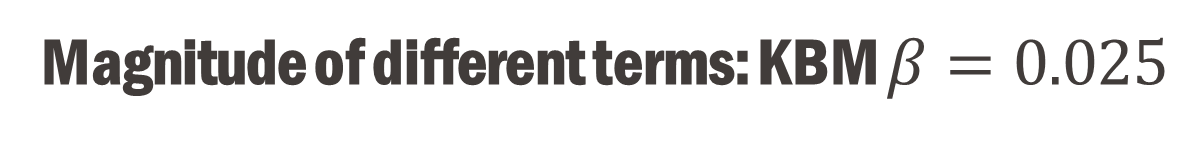 Magnitude of different terms: KBM β = 0.025